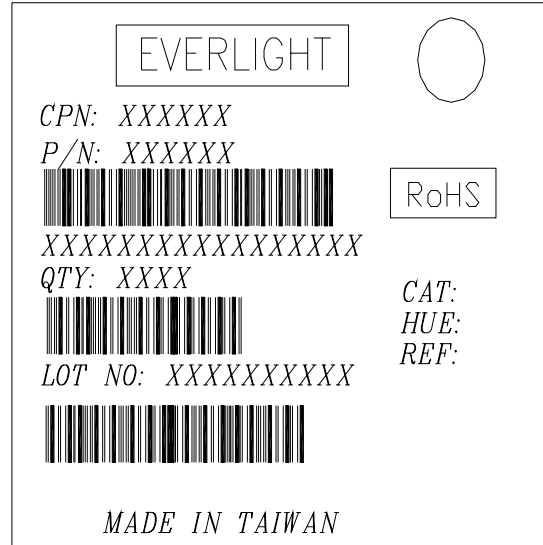 EVERLIGHT
CPN: XXXXXX
P/N: XXXXXX
RoHS
XXXXXXXXXXXXXXXXX
QTY: XXXX
CAT:
HUE:
REF:
LOT NO: XXXXXXXXXX
MADE IN TAIWAN